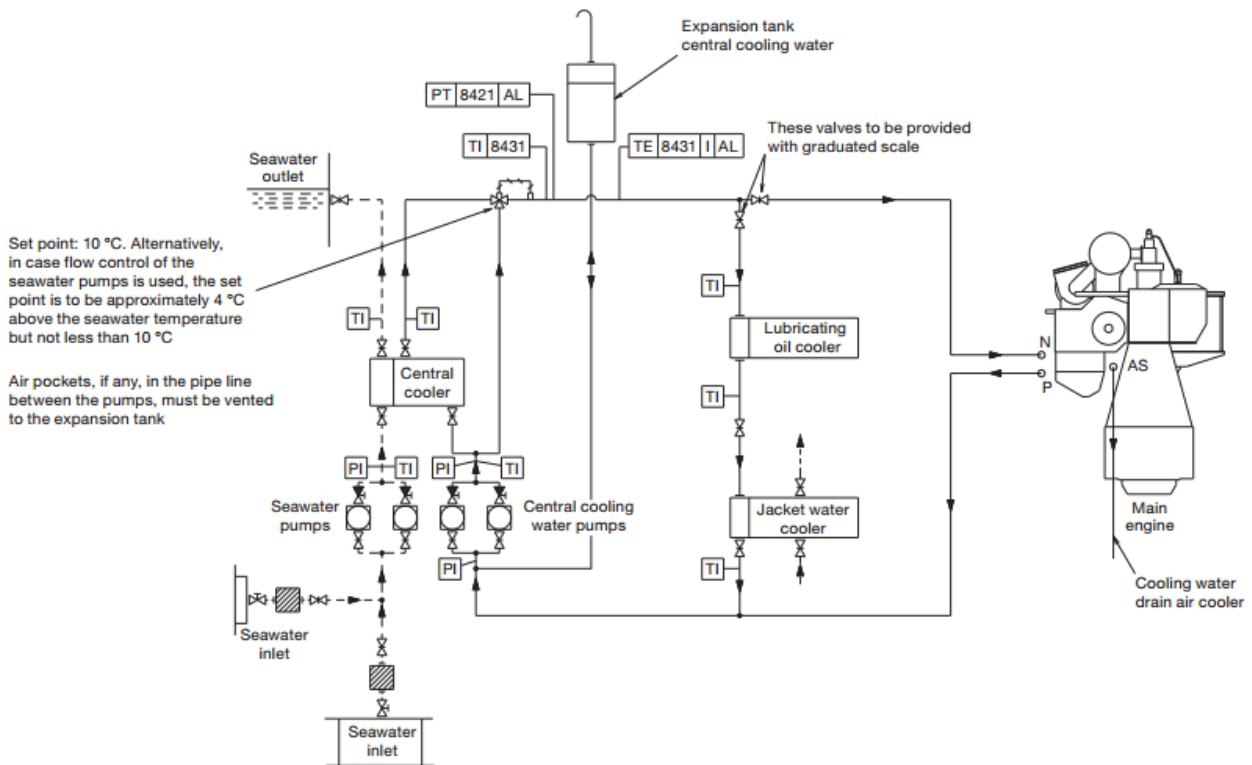 Expansion tank
central cooling water
PT 8421 AL
TI 8431
TE 8431 I AL
These valves to be provided
with graduated scale
Seawater
outlet
Set point: 10 °C. Alternatively,
in case flow control of the
seawater pumps is used, the set
point is to be approximately 4 °C
above the seawater temperature
but not less than 10 °C
Air pockets, if any, in the pipe line
between the pumps, must be vented
to the expansion tank
TI
TI
TI
Lubricating
oil cooler
N
AS
P
Central
cooler
TI
PI
TI
PI
TI
Seawater
pumps
Central cooling
water pumps
Jacket water
cooler
Main
engine
PI
TI
Cooling water
drain air cooler
Seawater
inlet
Seawater
inlet